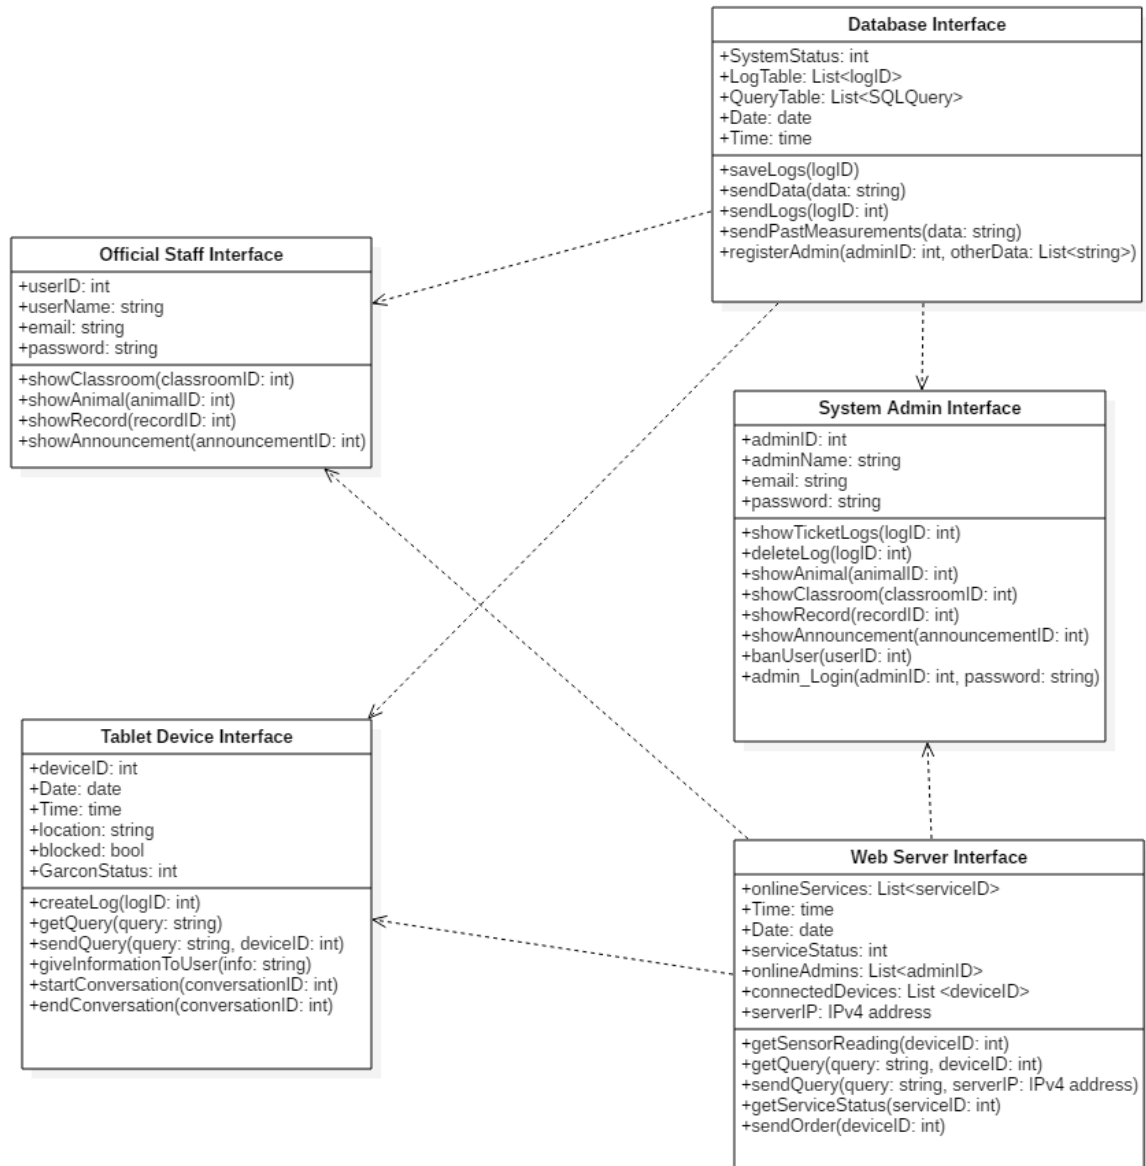 Database Interface
+SystemStatus: int
+LogTable: List<logID>
+QueryTable: List<SQLQuery>
+Date: date
+Time: time
+saveLogs(logID)
+sendData(data: string)
+sendLogs(logID: int)
+sendPastMeasurements(data: string)
+registerAdmin(adminID: int, otherData: List<string>)
Official Staff Interface
+userID: int
+userName: string
+email: string
+password: string
+showClassroom(classroomID: int)
+showAnimal(animalID: int)
+showRecord(recordID: int)
+showAnnouncement(announcementID: int)
System Admin Interface
+adminID: int
+adminName: string
+email: string
+password: string
+showTicketLogs(logID: int)
+deleteLog(logID: int)
+showAnimal(animalID: int)
+showClassroom(classroomID: int)
+showRecord(recordID: int)
+showAnnouncement(announcementID: int)
+banUser(userID: int)
+admin_Login(adminID: int, password: string)
Tablet Device Interface
+deviceID: int
+Date: date
+Time: time
+location: string
+blocked: bool
+GarconStatus: int
+createLog(logID: int)
+getQuery(query: string)
+sendQuery(query: string, deviceID: int)
+giveInformationToUser(info: string)
+startConversation(conversationID: int)
+endConversation(conversationID: int)
Web Server Interface
+onlineServices: List<serviceID>
+Time: time
+Date: date
+serviceStatus: int
+onlineAdmins: List<adminID>
+connectedDevices: List <deviceID>
+serverIP: IPv4 address
+getSensorReading(deviceID: int)
+getQuery(query: string, deviceID: int)
+sendQuery(query: string, serverIP: IPv4 address)
+getServiceStatus(serviceID: int)
+sendOrder(deviceID: int)